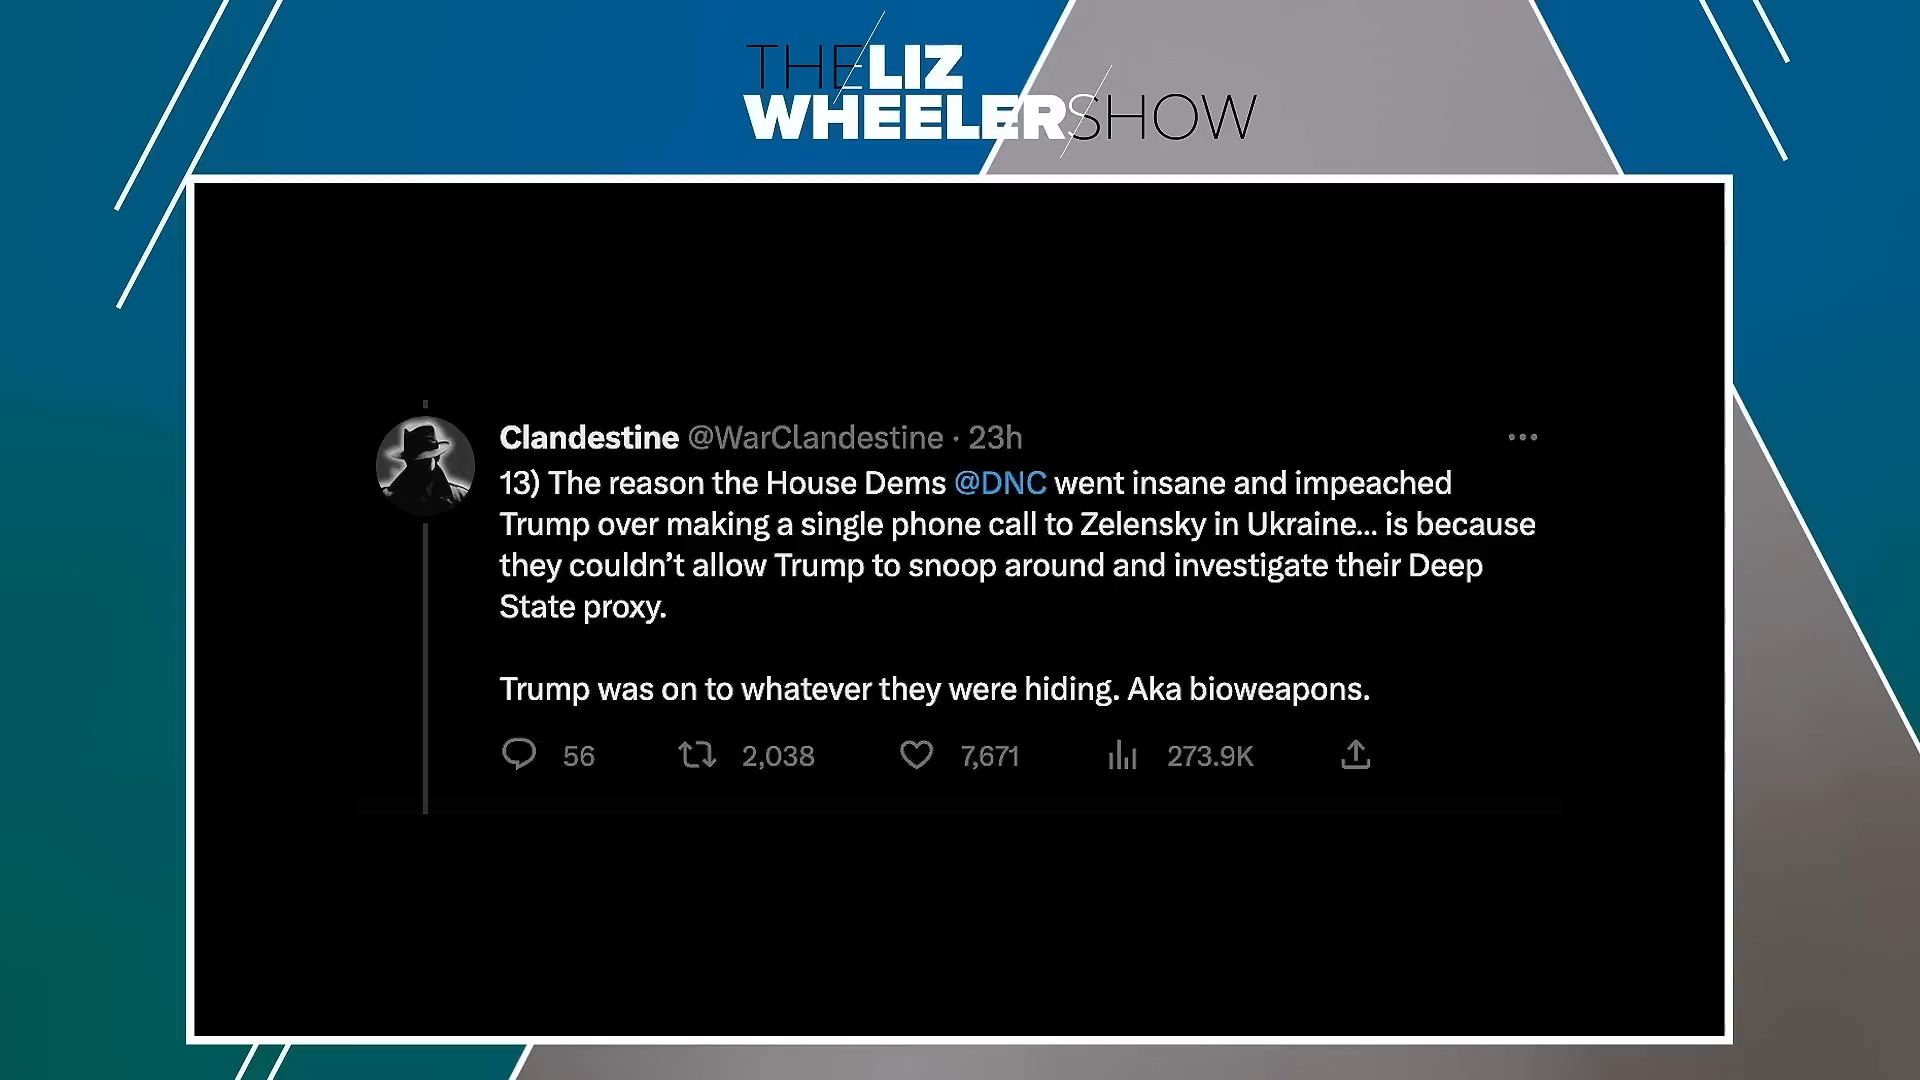 THE LIZ
WHEELER SHOW
Clandestine @WarClandestine · 23h
13) The reason the House Dems @DNC went insane and impeached
Trump over making a single phone call to Zelensky in Ukraine... is because
they couldn’t allow Trump to snoop around and investigate their Deep
State proxy.
Trump was on to whatever they were hiding. Aka bioweapons.
56 2,038 7,671 273.9K